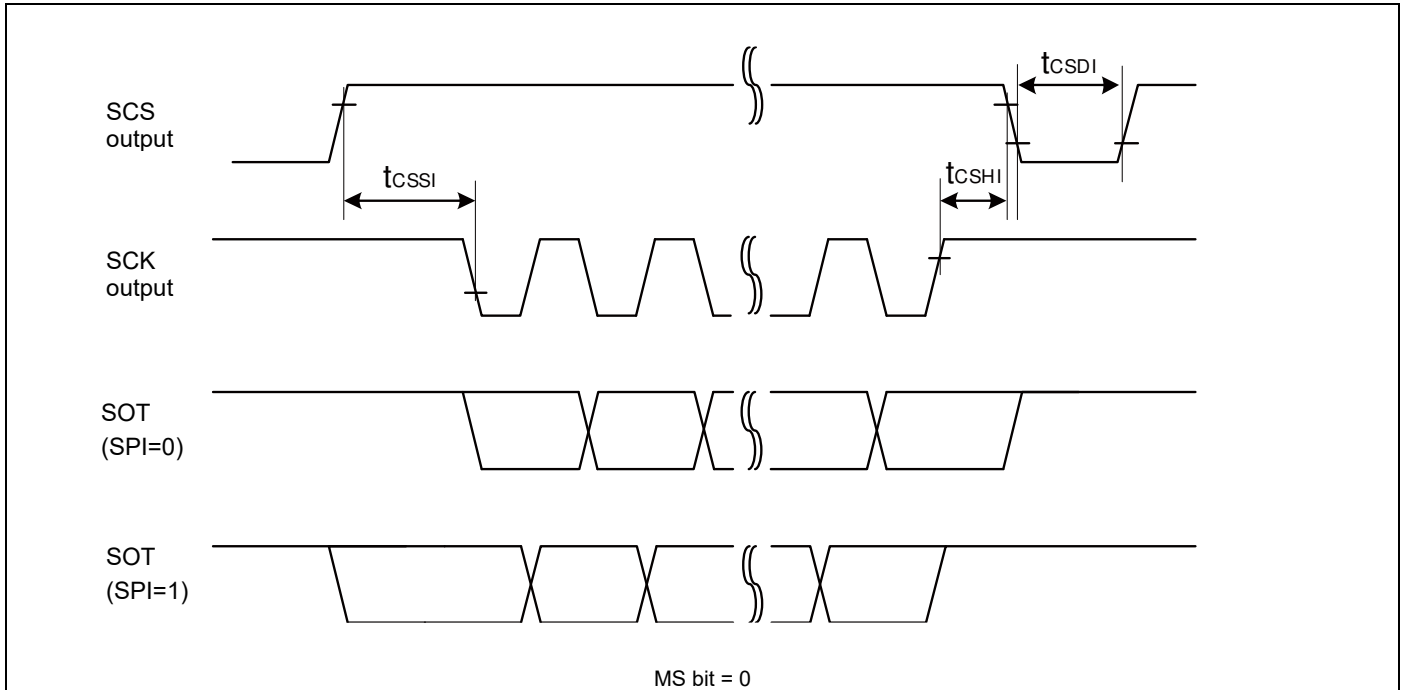 tCSDI
SCS
output
tCSSI
tCSHI
SCK
output
SOT
(SPI=0)
SOT
(SPI=1)
MS bit = 0